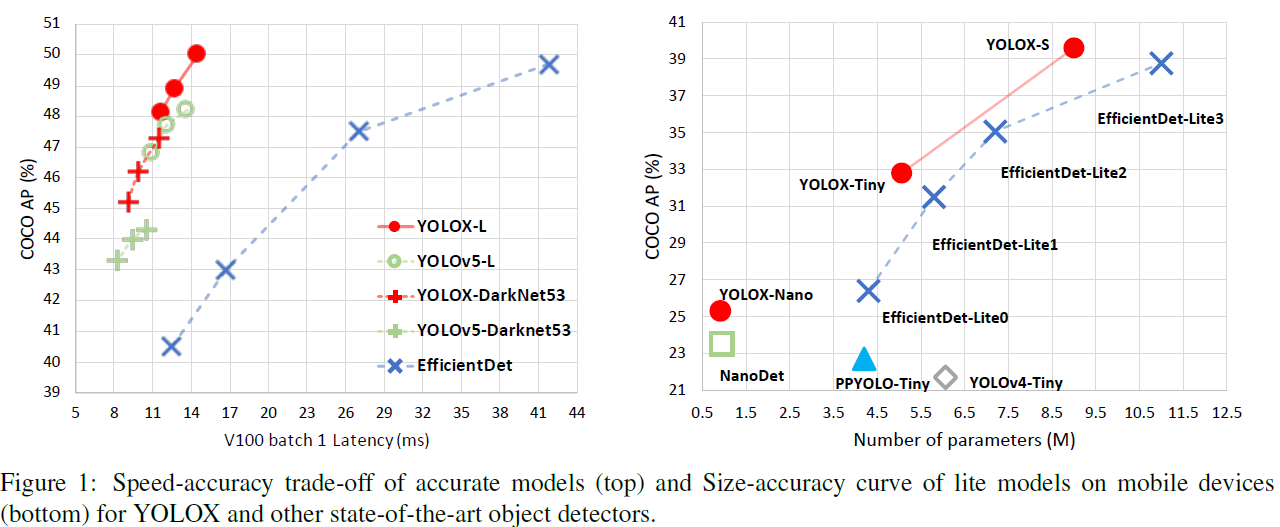 51
50
49
48
47
46
45
44
43
42
41
40
39
COCO AP (%)
5 8 11 14 17 20 23 26 29 32 35 38 41 44
V100 batch 1 Latency (ms)
YOLOX-L
YOLOv5-L
YOLOX-DarkNet53
YOLOv5-Darknet53
EfficientDet
41
39
37
35
33
31
29
27
25
23
21
COCO AP (%)
YOLOX-S
EfficientDet-Lite3
EfficientDet-Lite2
YOLOX-Tiny
EfficientDet-Lite1
YOLOX-Nano
EfficientDet-Lite0
NanoDet
PPYOLO-Tiny
YOLOv4-Tiny
0.5 1.5 2.5 3.5 4.5 5.5 6.5 7.5 8.5 9.5 10.5 11.5 12.5
Number of parameters (M)
Figure 1: Speed-accuracy trade-off of accurate models (top) and Size-accuracy curve of lite models on mobile devices
(bottom) for YOLOX and other state-of-the-art object detectors.